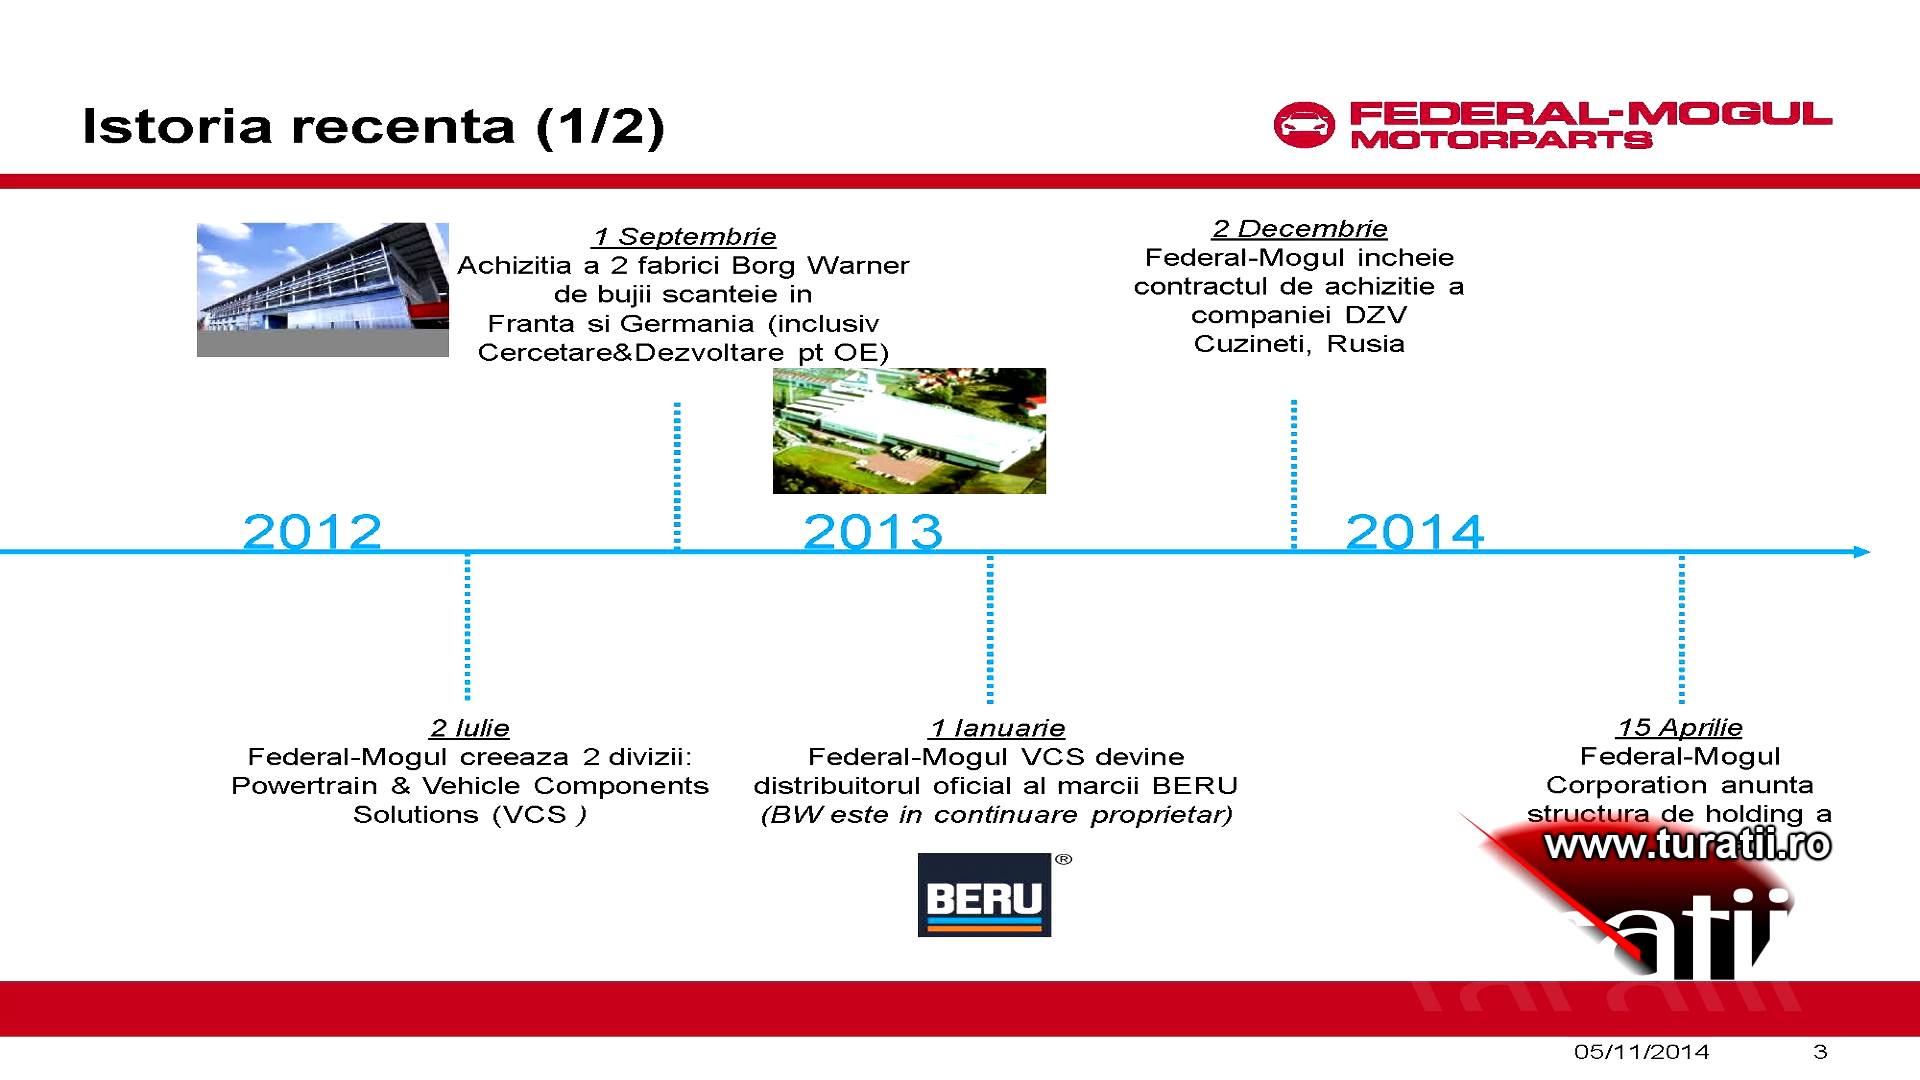 Istoria recenta (1/2)
FEDERAL-MOGUL
MOTORPARTS
1 Septembrie
Achizitia a 2 fabrici Borg Warner
de bujii scanteie in
Franta si Germania (inclusiv
Cercetare&Dezvoltare pt OE)
2 Decembrie
Federal-Mogul incheie
contractul de achizitie a
companiei DZV
Cuzineti, Rusia
2012
2013
2014
2 Iulie
Federal-Mogul creeaza 2 divizii:
Powertrain & Vehicle Components
Solutions (VCS )
1 Ianuarie
Federal-Mogul VCS devine
distribuitorul oficial al marcii BERU
(BW este in continuare proprietar)
BERU ®
15 Aprilie
Federal-Mogul
Corporation anunta
structura de holding a
www.turatii.ro
05/11/2014
3